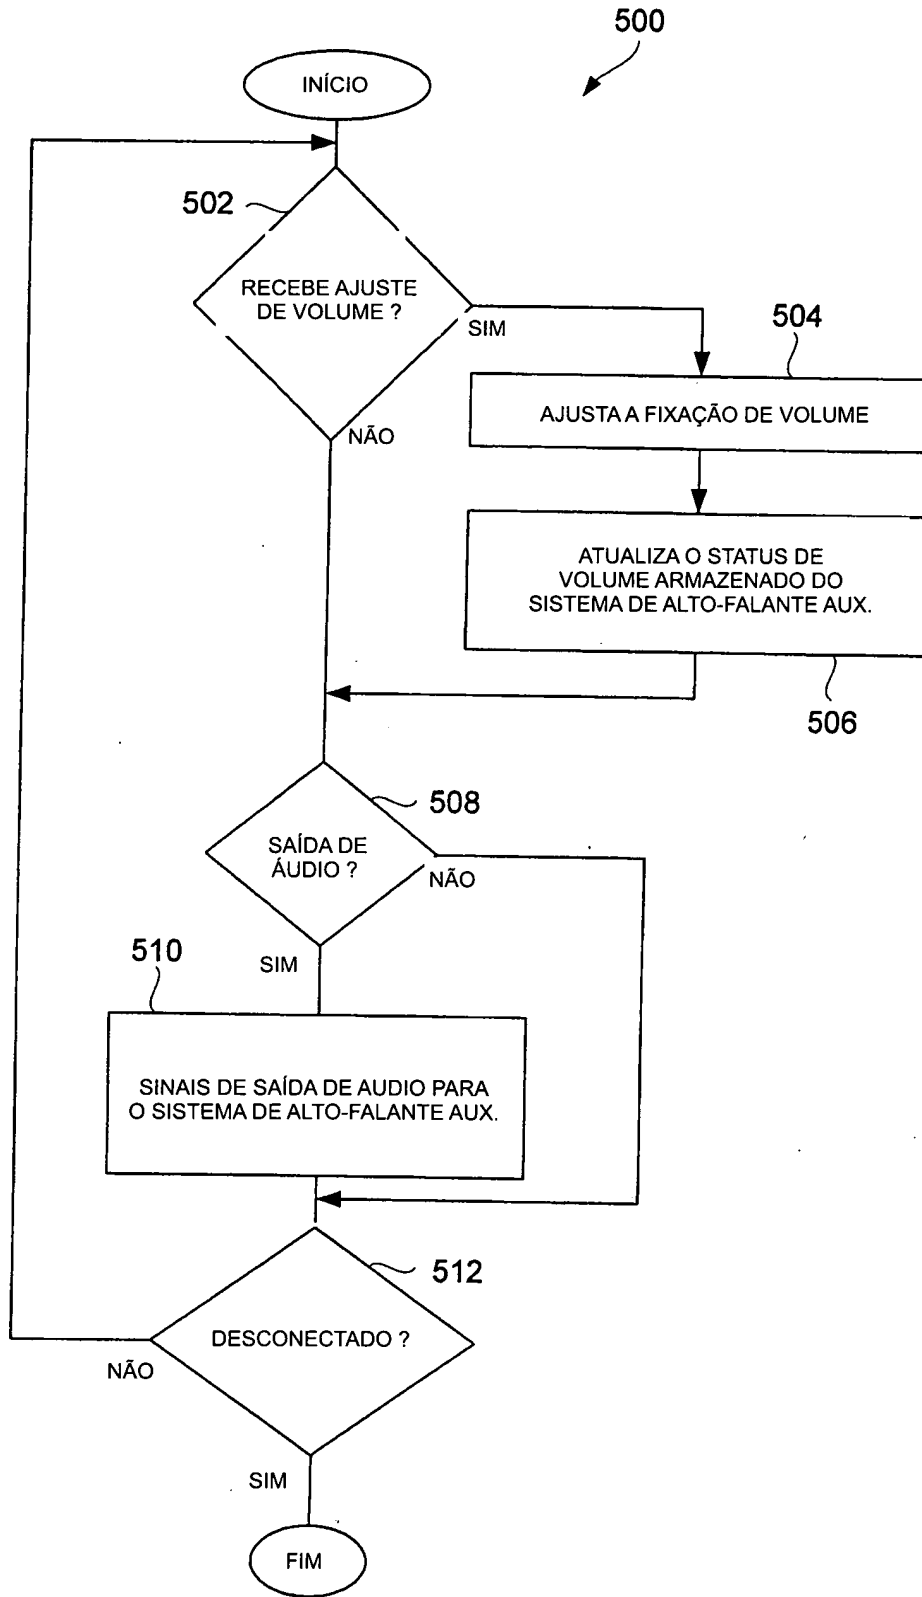 500
INÍCIO
502
RECEBE AJUSTE
DE VOLUME ?
SIM
NÃO
504
AJUSTA A FIXAÇÃO DE VOLUME
ATUALIZA O STATUS DE
VOLUME ARMAZENADO DO
SISTEMA DE ALTO-FALANTE AUX.
506
508
SAÍDA DE
ÁUDIO ?
NÃO
SIM
510
SINAIS DE SAÍDA DE AUDIO PARA
O SISTEMA DE ALTO-FALANTE AUX.
512
DESCONECTADO ?
NÃO
SIM
FIM